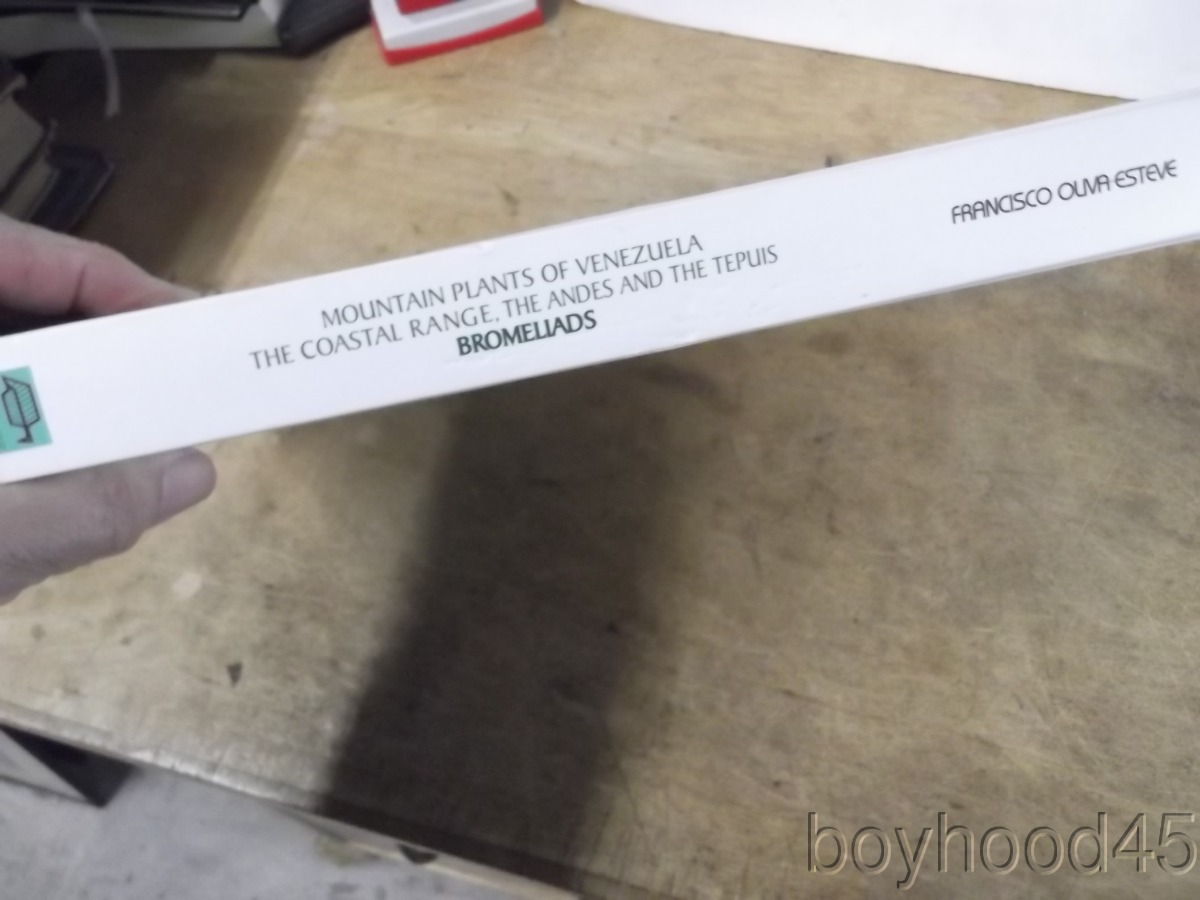 MOUNTAIN PLANTS OF VENEZUELA
THE COASTAL RANGE, THE ANDES AND THE TEPUIS
BROMELIADS
FRANCISCO OLIVA-ESTEVE
boyhood45